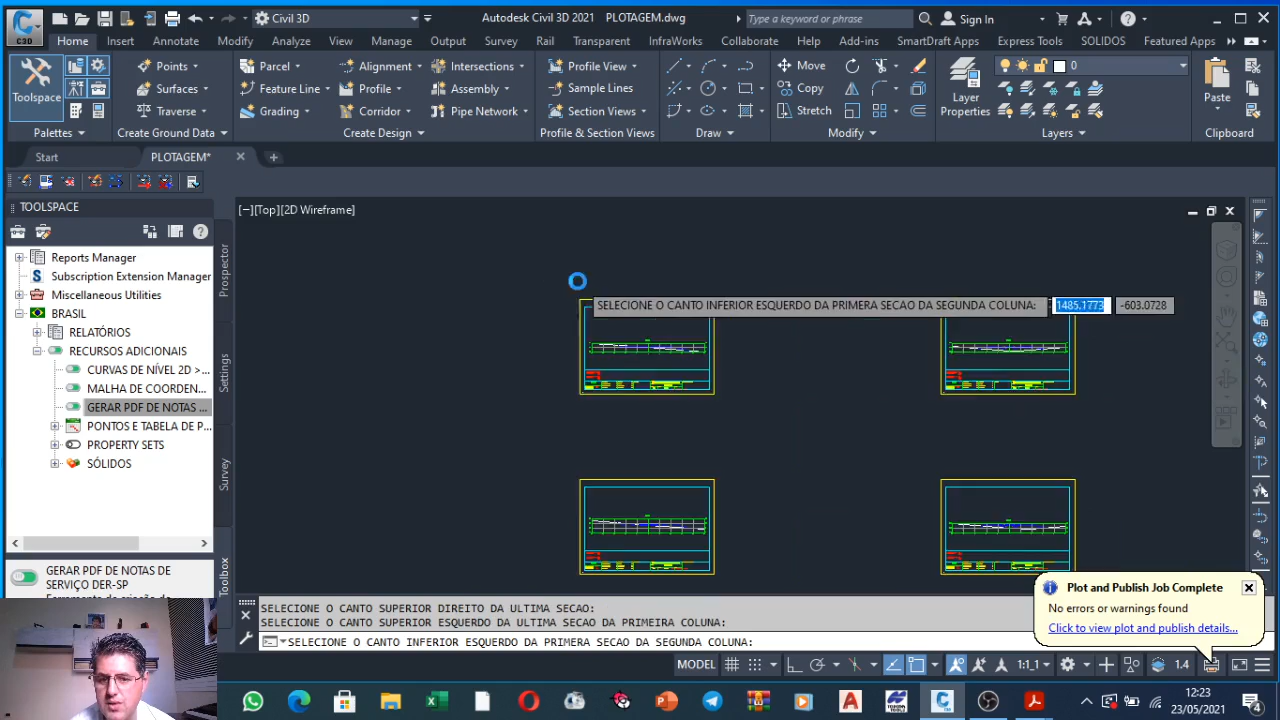 Civil 3D
Autodesk Civil 3D 2021 PLOTAGEM.dwg
Type a keyword or phrase
Sign In
Home Insert Annotate Modify Analyze View Manage Output Survey Rail Transparent InfraWorks Collaborate Help Add-ins SmartDraft Apps Express Tools SOLIDOS Featured Apps
C3D
Toolspace
Points
Surfaces
Traverse
Parcel
Feature Line
Grading
Alignment
Profile
Corridor
Intersections
Assembly
Pipe Network
Profile View
Sample Lines
Section Views
Move
Copy
Stretch
Layer
Properties
0
Paste
Palettes Create Ground Data Create Design Profile & Section Views Draw Modify Layers Clipboard
Start PLOTAGEM*
TOOLSPACE
[−][Top][2D Wireframe]
Reports Manager
Subscription Extension Manager
Miscellaneous Utilities
BRASIL
RELATÓRIOS
RECURSOS ADICIONAIS
CURVAS DE NÍVEL 2D >...
MALHA DE COORDEN...
GERAR PDF DE NOTAS ...
PONTOS E TABELA DE P...
PROPERTY SETS
SÓLIDOS
Prospector
Settings
Survey
Toolbox
GERAR PDF DE NOTAS DE
SERVIÇO DER-SP
SELECIONE O CANTO INFERIOR ESQUERDO DA PRIMERA SECAO DA SEGUNDA COLUNA: 1485.1773 -603.0728
SELECIONE O CANTO SUPERIOR DIREITO DA ULTIMA SECAO:
SELECIONE O CANTO SUPERIOR ESQUERDO DA ULTIMA SECAO DA PRIMEIRA COLUNA:
SELECIONE O CANTO INFERIOR ESQUERDO DA PRIMERA SECAO DA SEGUNDA COLUNA:
Plot and Publish Job Complete
No errors or warnings found
Click to view plot and publish details...
MODEL 1:1_1 1.4
12:23
23/05/2021
4